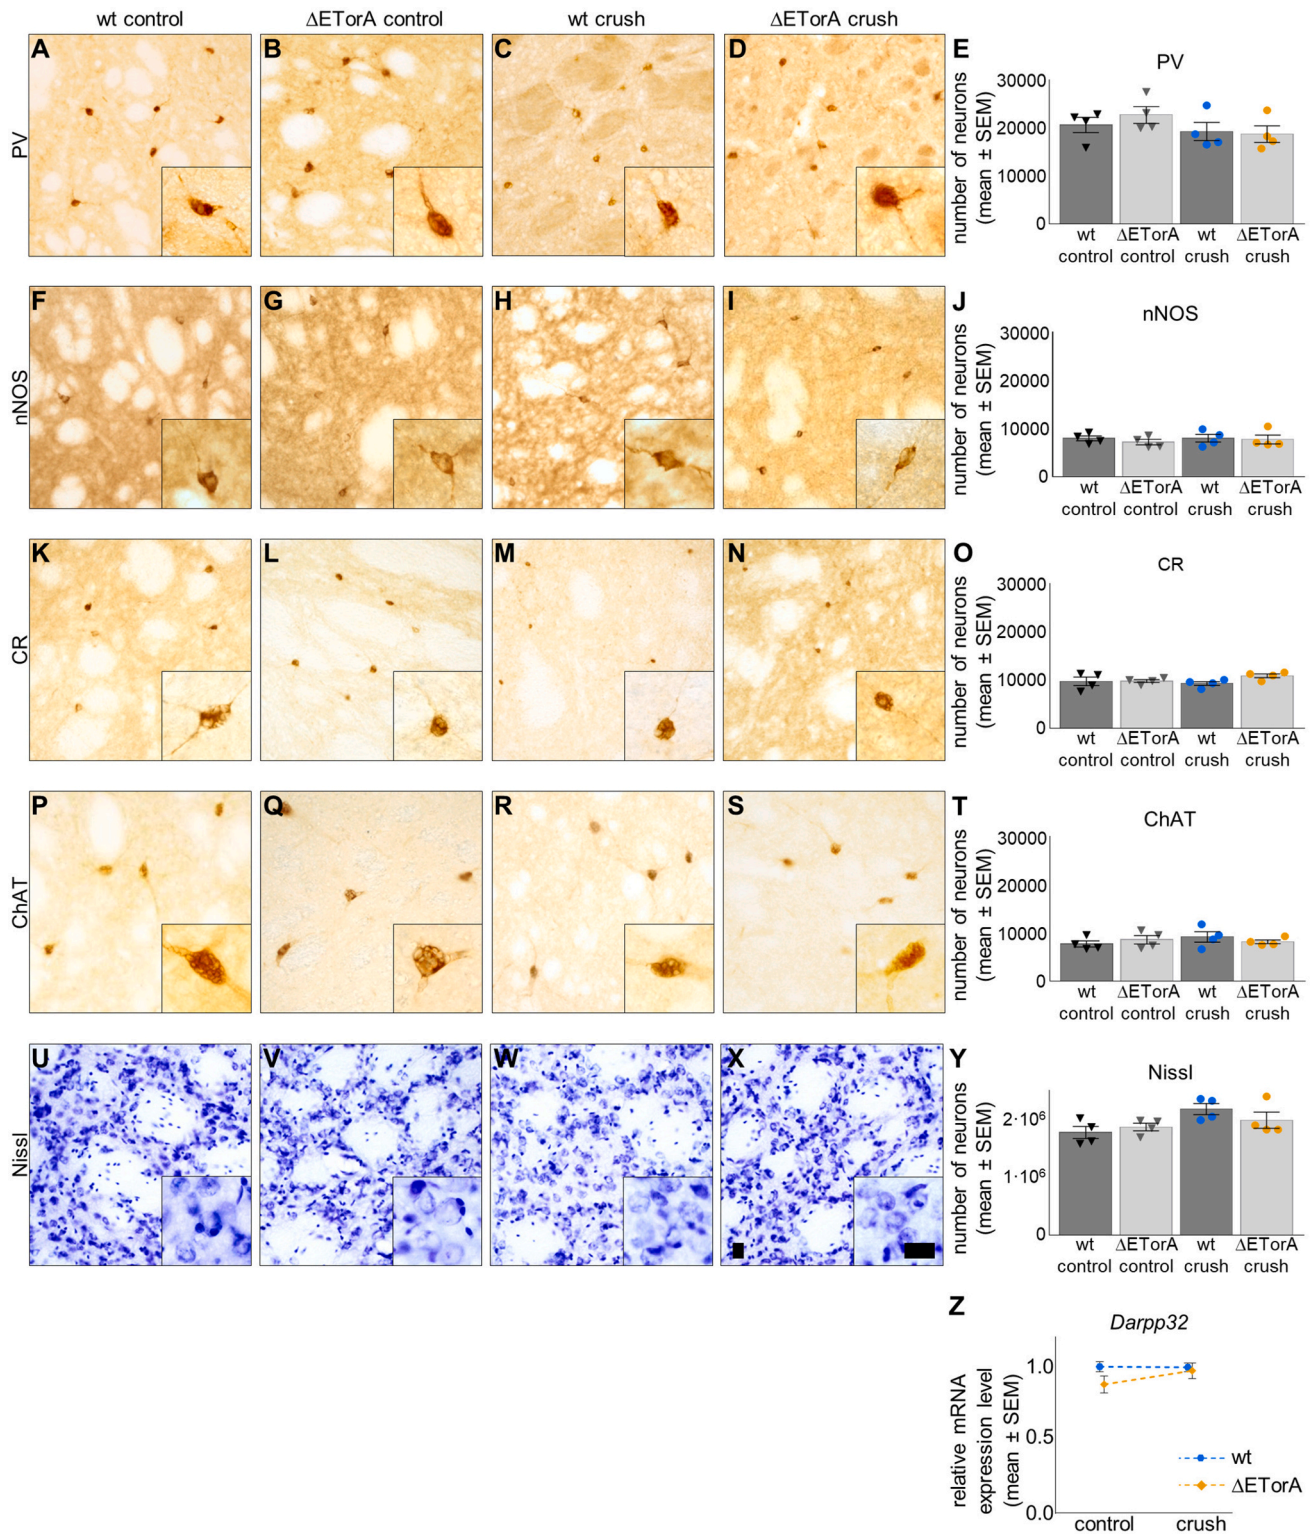 wt control ΔETorA control wt crush ΔETorA crush
A B C D E
PV
PV
number of neurons
(mean ± SEM)
30000
20000
10000
0
wt ΔETorA wt ΔETorA
control control crush crush
F G H I J
nNOS
nNOS
number of neurons
(mean ± SEM)
30000
20000
10000
0
wt ΔETorA wt ΔETorA
control control crush crush
K L M N O
CR
CR
number of neurons
(mean ± SEM)
30000
20000
10000
0
wt ΔETorA wt ΔETorA
control control crush crush
P Q R S T
ChAT
ChAT
number of neurons
(mean ± SEM)
30000
20000
10000
0
wt ΔETorA wt ΔETorA
control control crush crush
U V W X Y
Nissl
Nissl
number of neurons
(mean ± SEM)
2·10⁶
1·10⁶
0
wt ΔETorA wt ΔETorA
control control crush crush
Z
Darpp32
relative mRNA
expression level
(mean ± SEM)
1.0
0.5
0.0
wt
ΔETorA
control crush